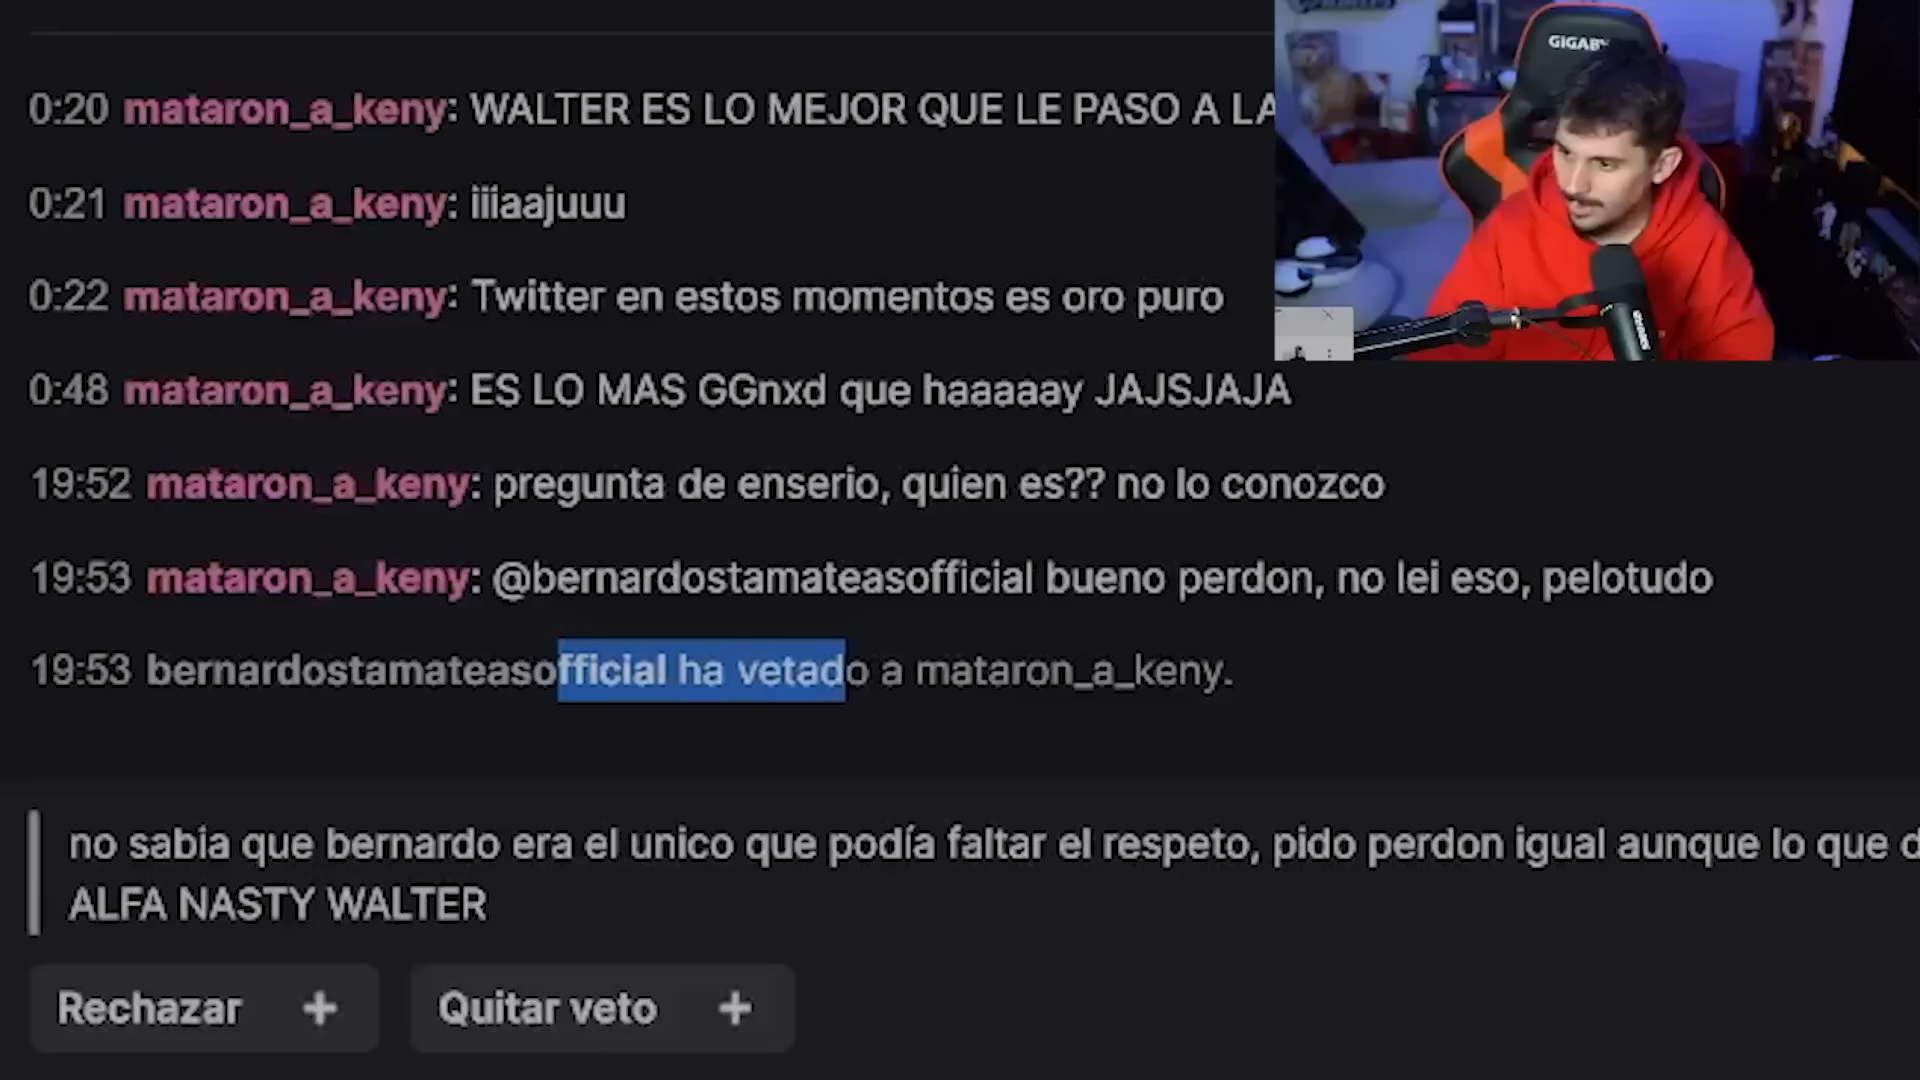 0:20 mataron_a_keny: WALTER ES LO MEJOR QUE LE PASO A LA
GIGABY
0:21 mataron_a_keny: iiiaajuuu
0:22 mataron_a_keny: Twitter en estos momentos es oro puro
0:48 mataron_a_keny: ES LO MAS GGnxd que haaaaay JAJSJAJA
19:52 mataron_a_keny: pregunta de enserio, quien es?? no lo conozco
19:53 mataron_a_keny: @bernardostamateasofficial bueno perdon, no lei eso, pelotudo
19:53 bernardostamateasofficial ha vetado a mataron_a_keny.
no sabia que bernardo era el unico que podía faltar el respeto, pido perdon igual aunque lo que d
ALFA NASTY WALTER
Rechazar +
Quitar veto +